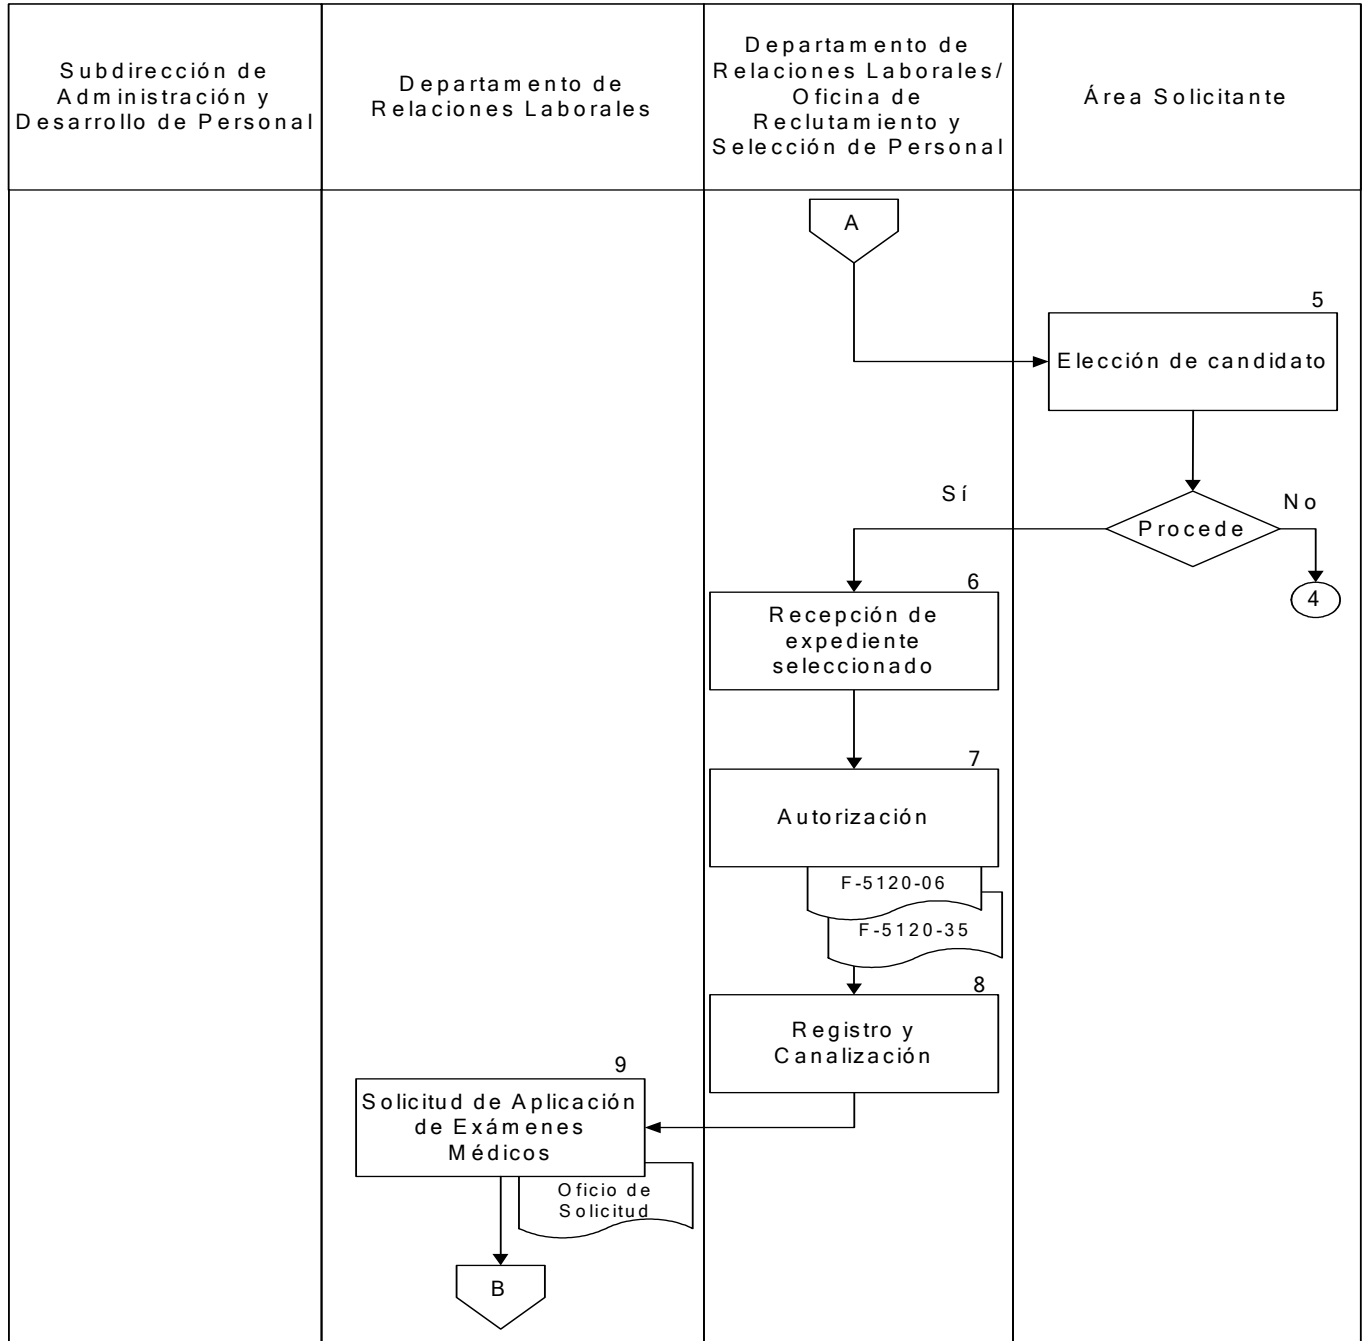 Subdirección de
Administración y
Desarrollo de Personal
Departamento de
Relaciones Laborales
Departamento de
Relaciones Laborales/
Oficina de
Reclutamiento y
Selección de Personal
Área Solicitante
A
5
Elección de candidato
Sí
Procede
No
4
6
Recepción de
expediente
seleccionado
7
Autorización
F-5120-06
F-5120-35
8
Registro y
Canalización
9
Solicitud de Aplicación
de Exámenes
Médicos
Oficio de
Solicitud
B